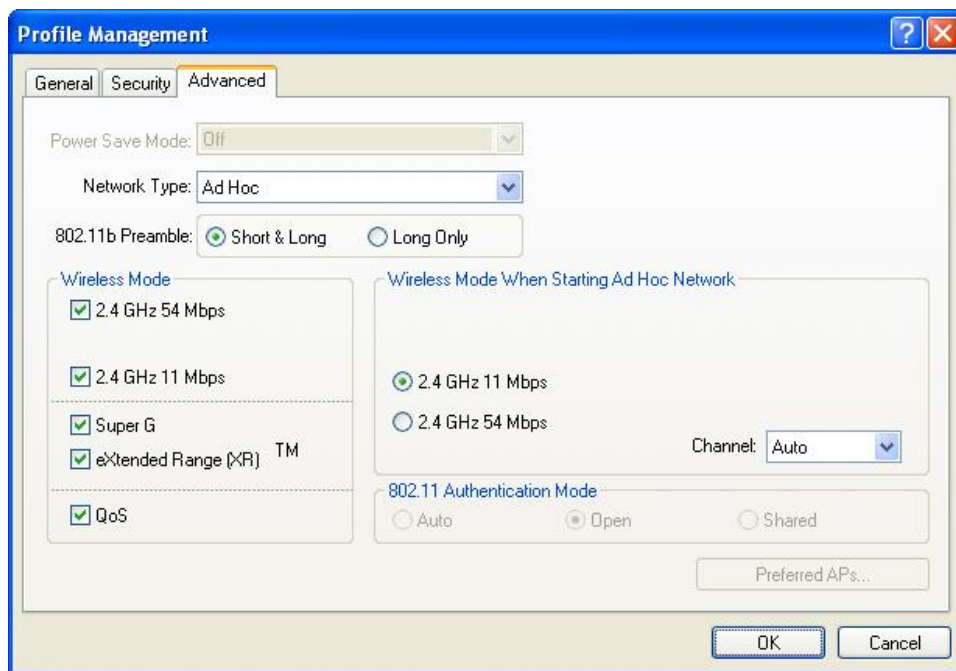 Profile Management
General Security Advanced
Power Save Mode: Off
Network Type: Ad Hoc
802.11b Preamble: Short & Long Long Only
Wireless Mode
2.4 GHz 54 Mbps
2.4 GHz 11 Mbps
Super G
eXtended Range (XR) TM
QoS
Wireless Mode When Starting Ad Hoc Network
2.4 GHz 11 Mbps
2.4 GHz 54 Mbps
Channel: Auto
802.11 Authentication Mode
Auto Open Shared
Preferred APs...
OK Cancel